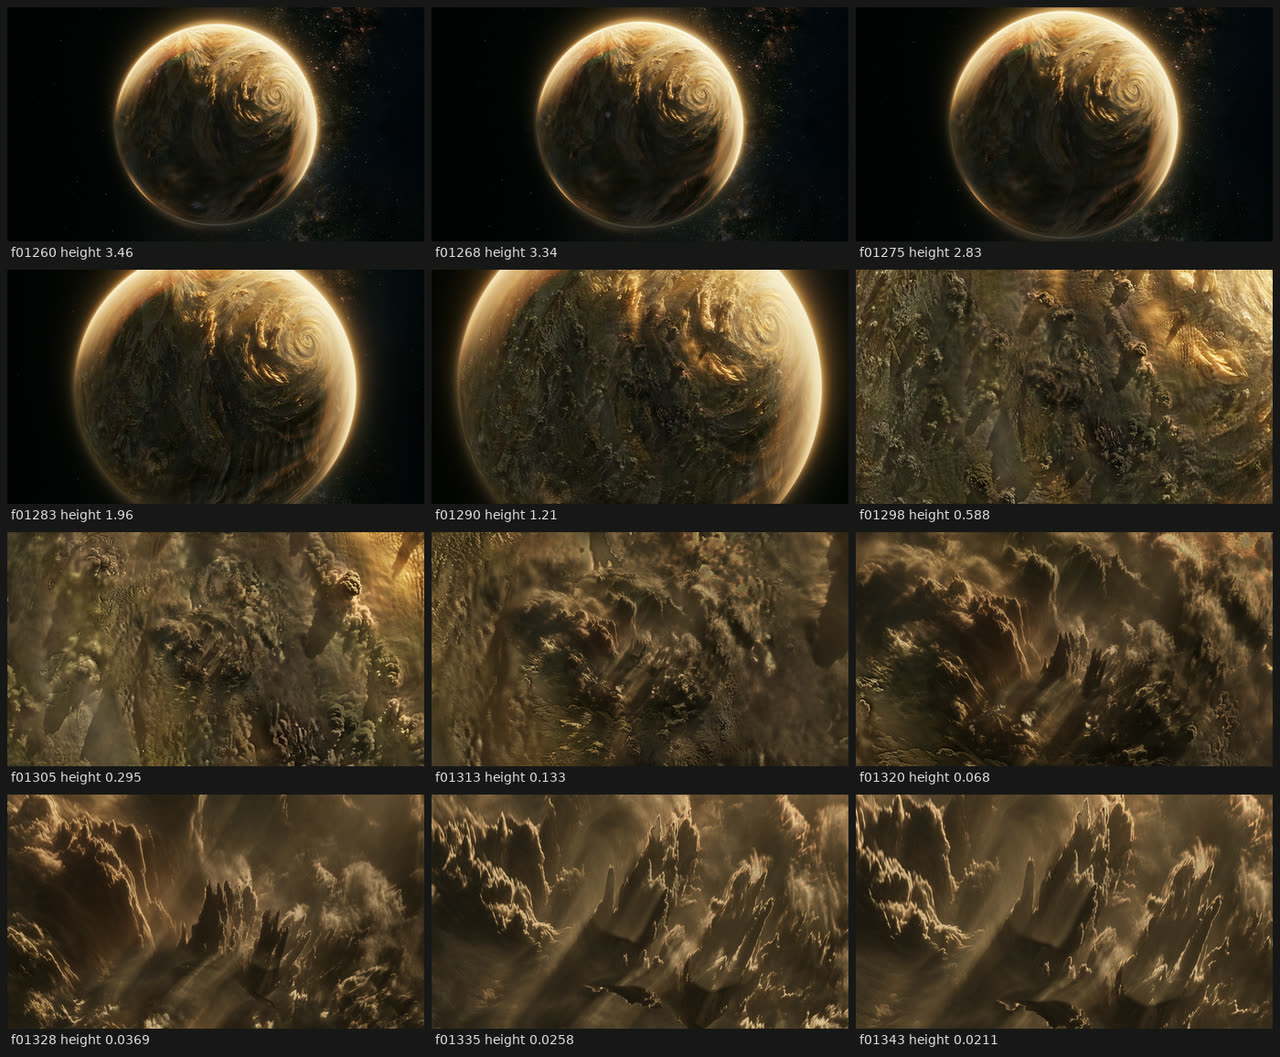 f01260 height 3.46
f01268 height 3.34
f01275 height 2.83
f01283 height 1.96
f01290 height 1.21
f01298 height 0.588
f01305 height 0.295
f01313 height 0.133
f01320 height 0.068
f01328 height 0.0369
f01335 height 0.0258
f01343 height 0.0211